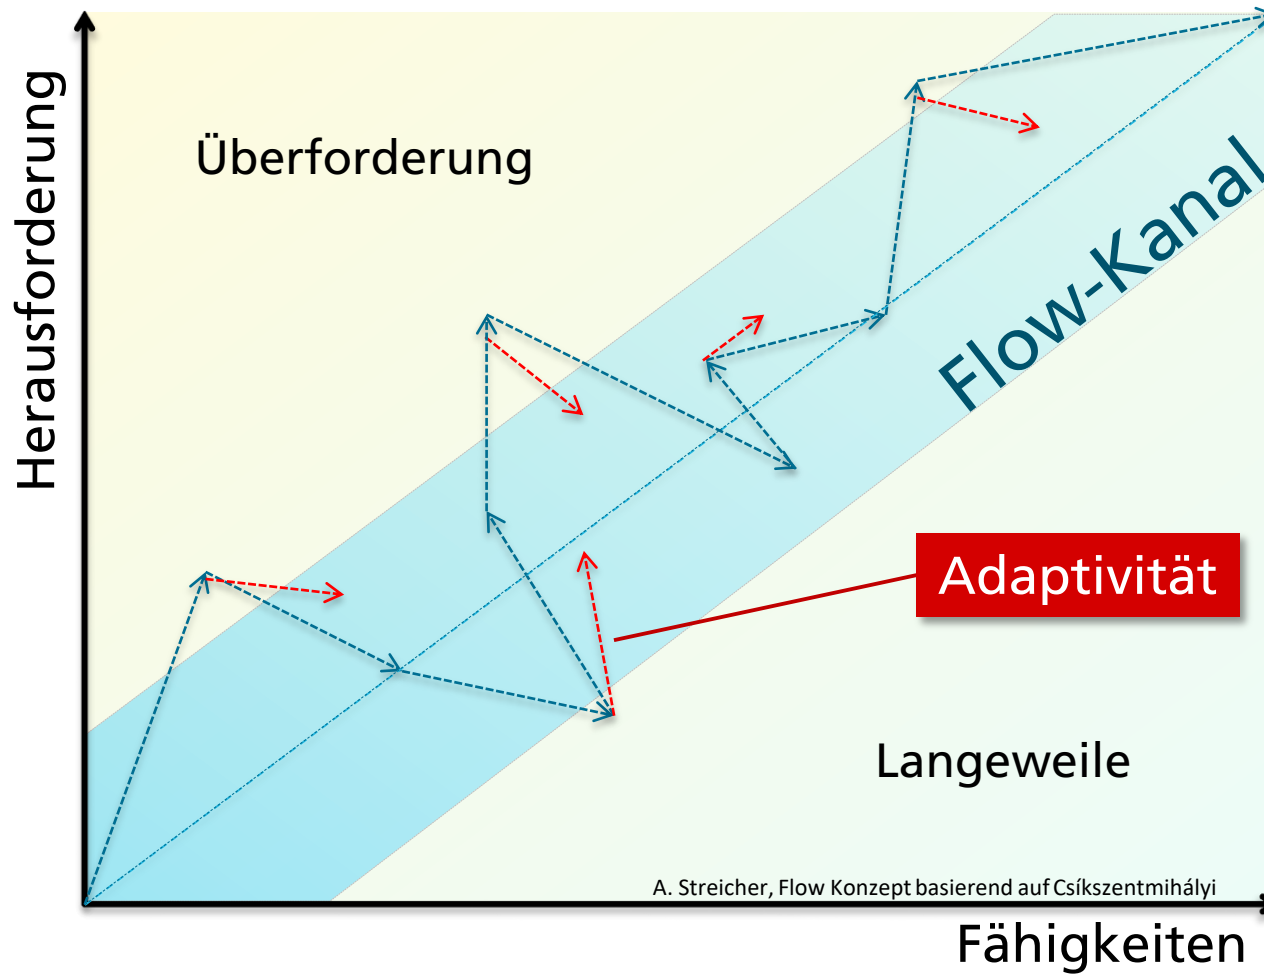 Herausforderung
Überforderung
Flow-Kanal
Adaptivität
Langeweile
A. Streicher, Flow Konzept basierend auf Csíkszentmihályi
Fähigkeiten